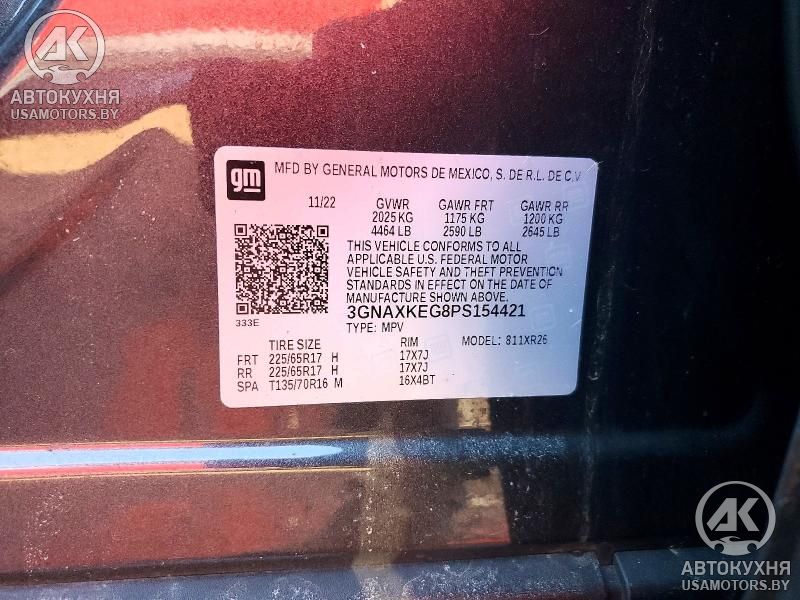 AK
АВТОКУХНЯ
USAMOTORS.BY
gm
MFD BY GENERAL MOTORS DE MEXICO, S. DE R.L. DE C.V.
11/22 GVWR GAWR FRT GAWR RR
2025 KG 1175 KG 1200 KG
4464 LB 2590 LB 2645 LB
THIS VEHICLE CONFORMS TO ALL
APPLICABLE U.S. FEDERAL MOTOR
VEHICLE SAFETY AND THEFT PREVENTION
STANDARDS IN EFFECT ON THE DATE OF
MANUFACTURE SHOWN ABOVE.
333E
3GNAXKEG8PS154421
TYPE: MPV
TIRE SIZE RIM MODEL: 811XR26
FRT 225/65R17 H 17X7J
RR 225/65R17 H 17X7J
SPA T135/70R16 M 16X4BT
AK
АВТОКУХНЯ
USAMOTORS.BY